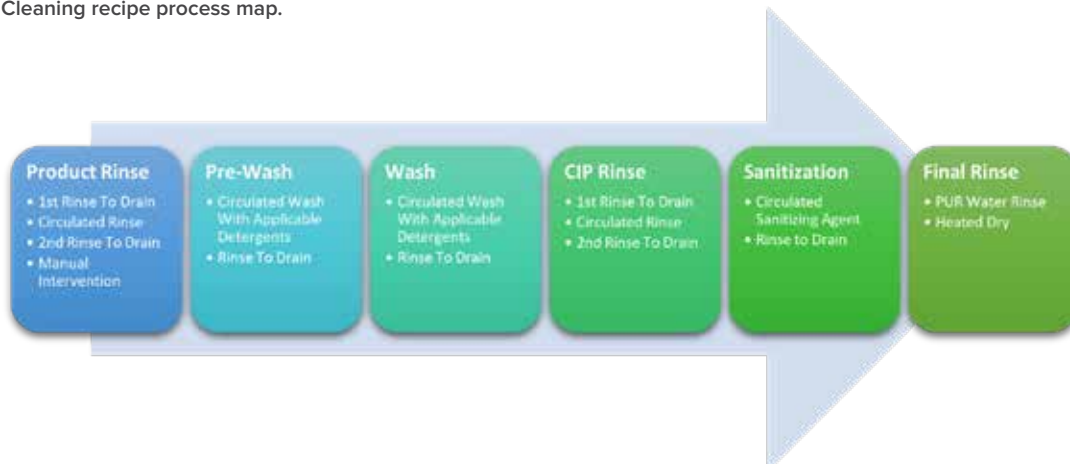 Cleaning recipe process map.
Product Rinse
• 1st Rinse To Drain
• Circulated Rinse
• 2nd Rinse To Drain
• Manual
Intervention
Pre-Wash
• Circulated Wash
With Applicable
Detergents
• Rinse To Drain
Wash
• Circulated Wash
With Applicable
Detergents
• Rinse To Drain
CIP Rinse
• 1st Rinse To Drain
• Circulated Rinse
• 2nd Rinse To Drain
Sanitization
• Circulated
Sanitizing Agent
• Rinse to Drain
Final Rinse
• PUR Water Rinse
• Heated Dry